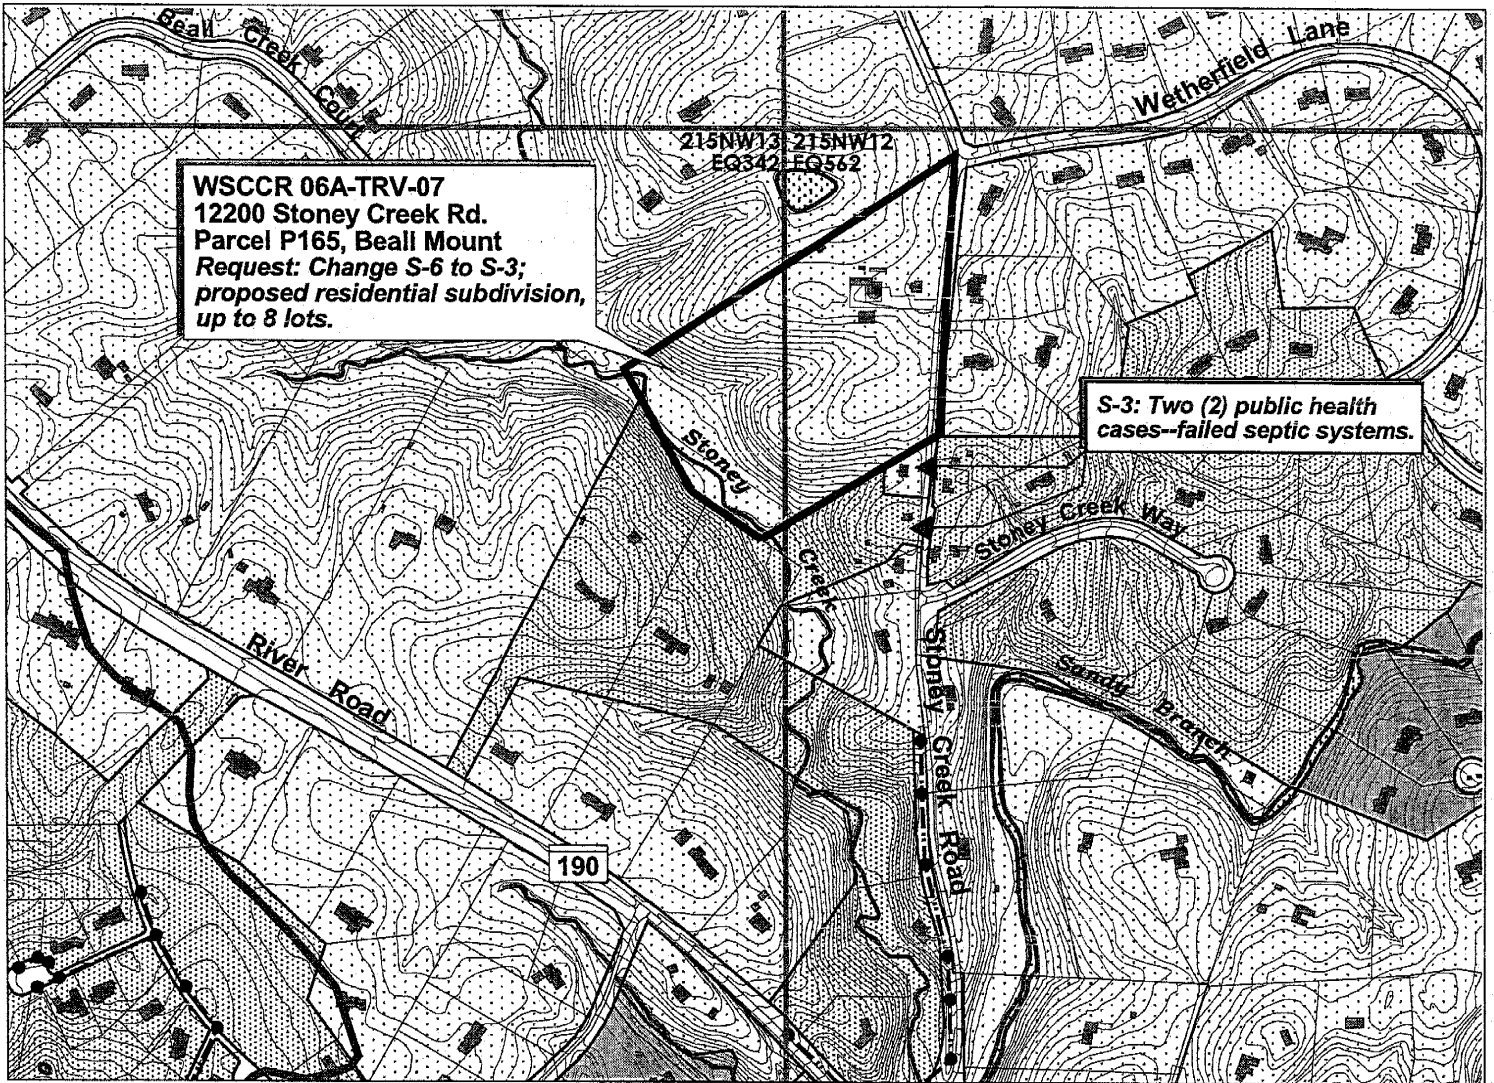 Beall Creek Court
Wetherfield Lane
215NW13 215NW12
EQ342 EQ562
WSCCR 06A-TRV-07
12200 Stoney Creek Rd.
Parcel P165, Beall Mount
Request: Change S-6 to S-3;
proposed residential subdivision,
up to 8 lots.
S-3: Two (2) public health
cases--failed septic systems.
Stoney Creek
Stoney Creek Way
River Road
Stoney Creek Road
Sandy Branch
190